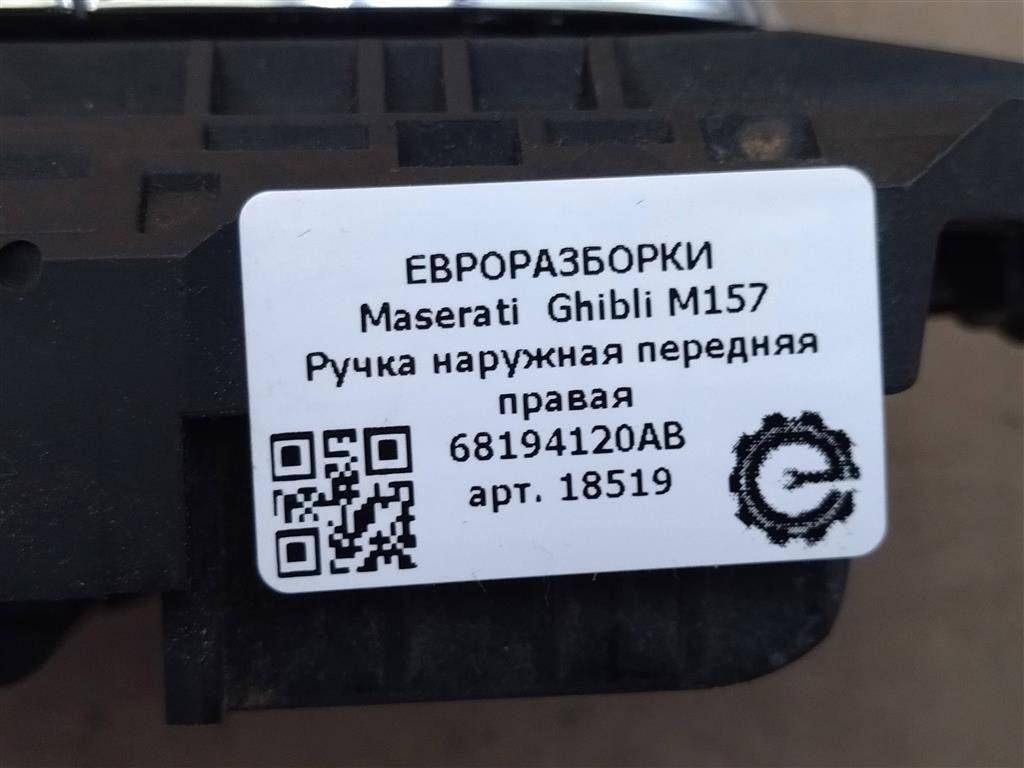 ЕВРОРАЗБОРКИ
Maserati Ghibli M157
Ручка наружная передняя
правая
68194120AB
арт. 18519